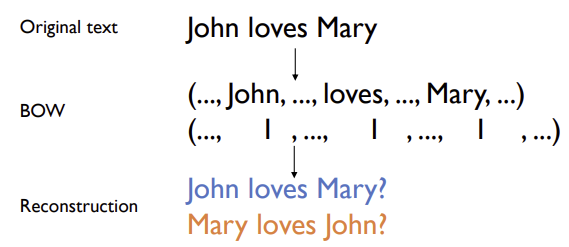 Original text John loves Mary
BOW (..., John, ..., loves, ..., Mary, ...)
(..., 1 , ..., 1 , ..., 1 , ...)
Reconstruction John loves Mary?
Mary loves John?